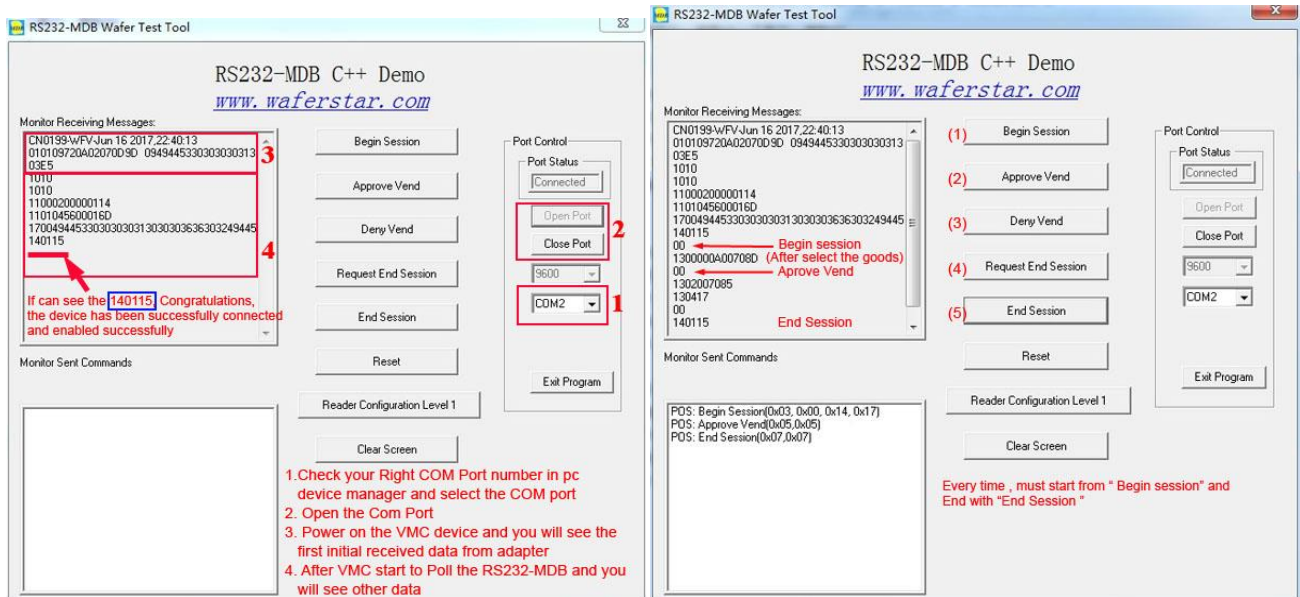 RS232-MDB Wafer Test Tool
RS232-MDB C++ Demo
www.waferstar.com
Monitor Receiving Messages:
CN0199-WFV-Jun 16 2017,22:40:13
010109720A02070D9D 09494453303030313
03E5
3
1010
1010
11000200000114
1101045600016D
170049445330303030313030303636303249445
140115
4
If can see the 140115, Congratulations,
the device has been successfully connected
and enabled successfully
Monitor Sent Commands
Begin Session
Approve Vend
Deny Vend
Request End Session
End Session
Reset
Reader Configuration Level 1
Clear Screen
Port Control
Port Status
Connected
Open Port
Close Port
2
9600
COM2
1
Exit Program
1.Check your Right COM Port number in pc
device manager and select the COM port
2. Open the Com Port
3. Power on the VMC device and you will see the
first initial received data from adapter
4. After VMC start to Poll the RS232-MDB and you
will see other data
RS232-MDB Wafer Test Tool
RS232-MDB C++ Demo
www.waferstar.com
Monitor Receiving Messages:
CN0199-WFV-Jun 16 2017,22:40:13
010109720A02070D9D 09494453303030313
03E5
1010
1010
11000200000114
1101045600016D
170049445330303030313030303636303249445
140115
00 Begin session
1300000A00708D (After select the goods)
00 Aprove Vend
1302007085
130417
00
140115 End Session
Monitor Sent Commands
POS: Begin Session(0x03, 0x00, 0x14, 0x17)
POS: Approve Vend(0x05,0x05)
POS: End Session(0x07,0x07)
(1) Begin Session
(2) Approve Vend
(3) Deny Vend
(4) Request End Session
(5) End Session
Reset
Reader Configuration Level 1
Clear Screen
Port Control
Port Status
Connected
Open Port
Close Port
9600
COM2
Exit Program
Every time , must start from " Begin session" and
End with "End Session "